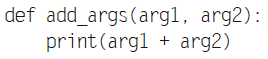 def add_args(arg1, arg2):
    print(arg1 + arg2)